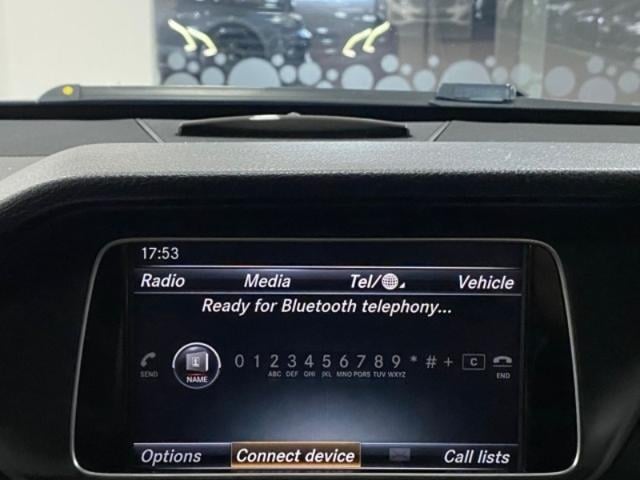 17:53
Radio Media Tel/ Vehicle
Ready for Bluetooth telephony...
0 1 2 3 4 5 6 7 8 9 * # + C
SEND NAME ABC DEF GHI JKL MNO PQRS TUV WXYZ END
Options Connect device Call lists